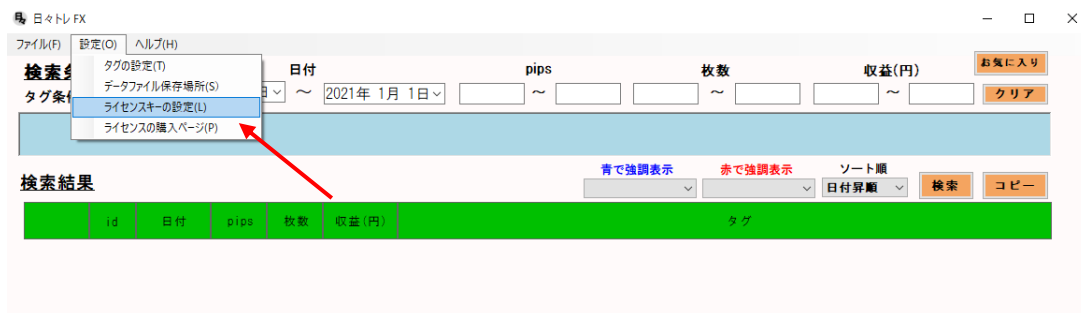 日々トレFX
ファイル(F) 設定(O) ヘルプ(H)
タグの設定(T)
データファイル保存場所(S)
ライセンスキーの設定(L)
ライセンスの購入ページ(P)
検索
日付 pips 枚数 収益(円) お気に入り
タグ条
日 ～ 2021年 1月 1日 ～ ～ ～ クリア
青で強調表示 赤で強調表示 ソート順
検索結果 日付昇順 検索 コピー
id 日付 pips 枚数 収益(円) タグ